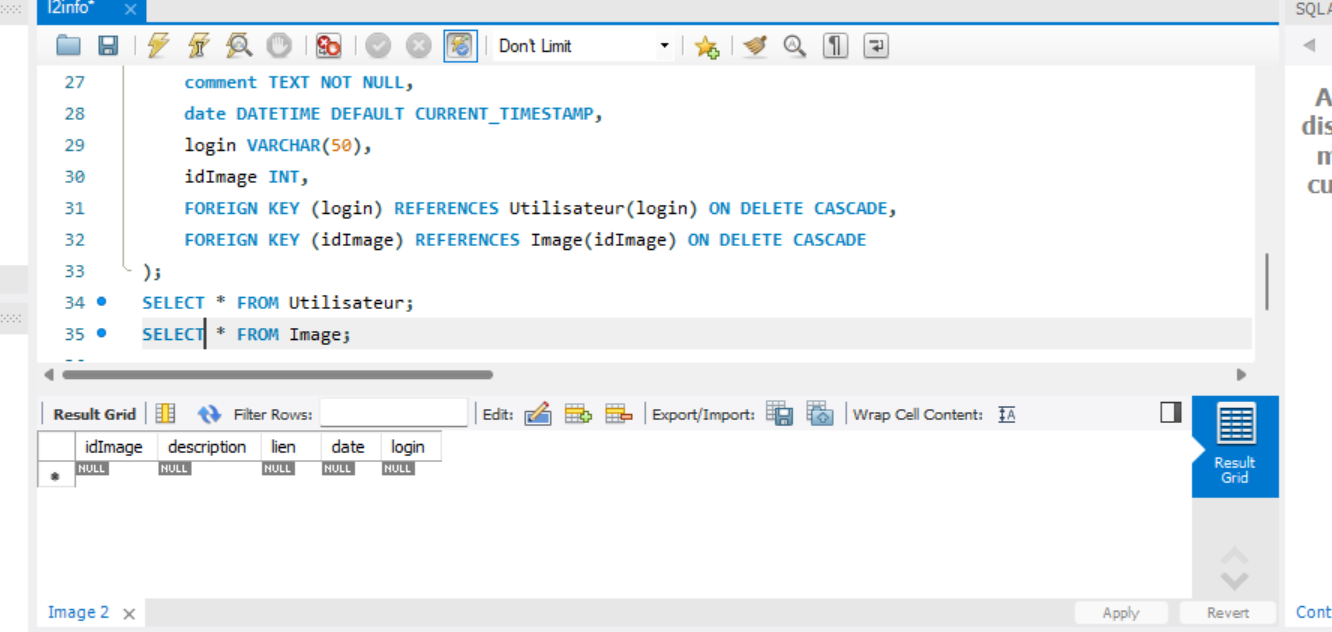 l2info*
SQLA
Don't Limit
27 comment TEXT NOT NULL,
28 date DATETIME DEFAULT CURRENT_TIMESTAMP,
29 login VARCHAR(50),
30 idImage INT,
31 FOREIGN KEY (login) REFERENCES Utilisateur(login) ON DELETE CASCADE,
32 FOREIGN KEY (idImage) REFERENCES Image(idImage) ON DELETE CASCADE
33 );
34 SELECT * FROM Utilisateur;
35 SELECT * FROM Image;
A
dis
m
cu
Result Grid Filter Rows: Edit: Export/Import: Wrap Cell Content: IA
idImage description lien date login
* NULL NULL NULL NULL NULL
Result
Grid
Image 2
Apply Revert
Cont